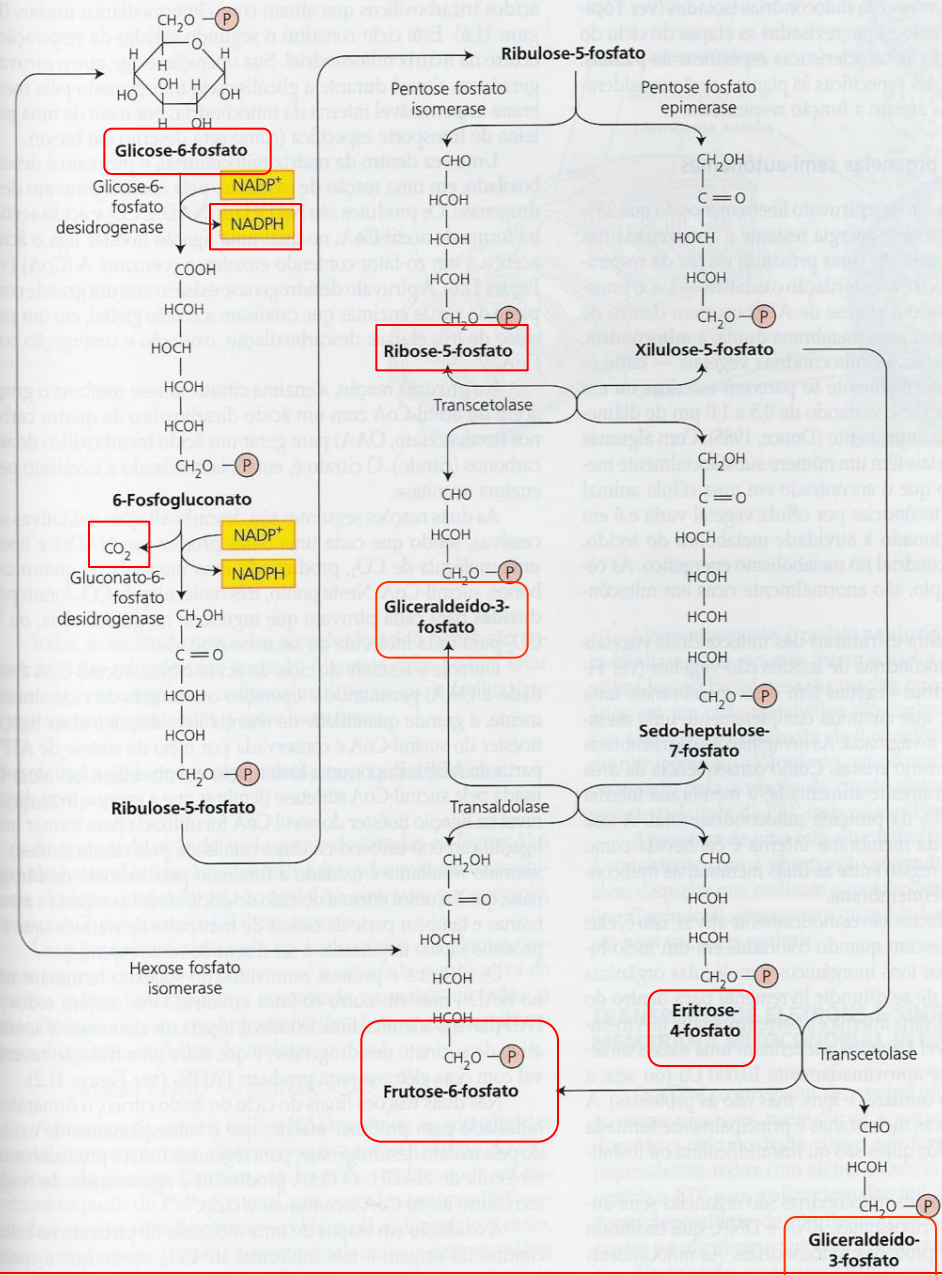 CH₂O — P
H
O
H
H
OH
H
HO
OH
H
OH
Glicose-6-fosfato
Glicose-6-
fosfato
desidrogenase
NADP⁺
NADPH
COOH
HCOH
HOCH
HCOH
HCOH
CH₂O — P
6-Fosfogluconato
CO₂
NADP⁺
NADPH
Gluconato-6-
fosfato
desidrogenase
CH₂OH
C=O
HCOH
HCOH
CH₂O — P
Ribulose-5-fosfato
Hexose fosfato
isomerase
Ribulose-5-fosfato
Pentose fosfato
isomerase
Pentose fosfato
epimerase
CHO
HCOH
HCOH
HCOH
CH₂O — P
Ribose-5-fosfato
CH₂OH
C=O
HOCH
HCOH
CH₂O — P
Xilulose-5-fosfato
Transcetolase
CHO
HCOH
CH₂O — P
Gliceraldeído-3-
fosfato
CH₂OH
C=O
HOCH
HCOH
HCOH
HCOH
CH₂O — P
Sedo-heptulose-
7-fosfato
Transaldolase
CH₂OH
C=O
HOCH
HCOH
HCOH
CH₂O — P
Frutose-6-fosfato
CHO
HCOH
HCOH
CH₂O — P
Eritrose-
4-fosfato
Transcetolase
CHO
HCOH
CH₂O — P
Gliceraldeído-
3-fosfato